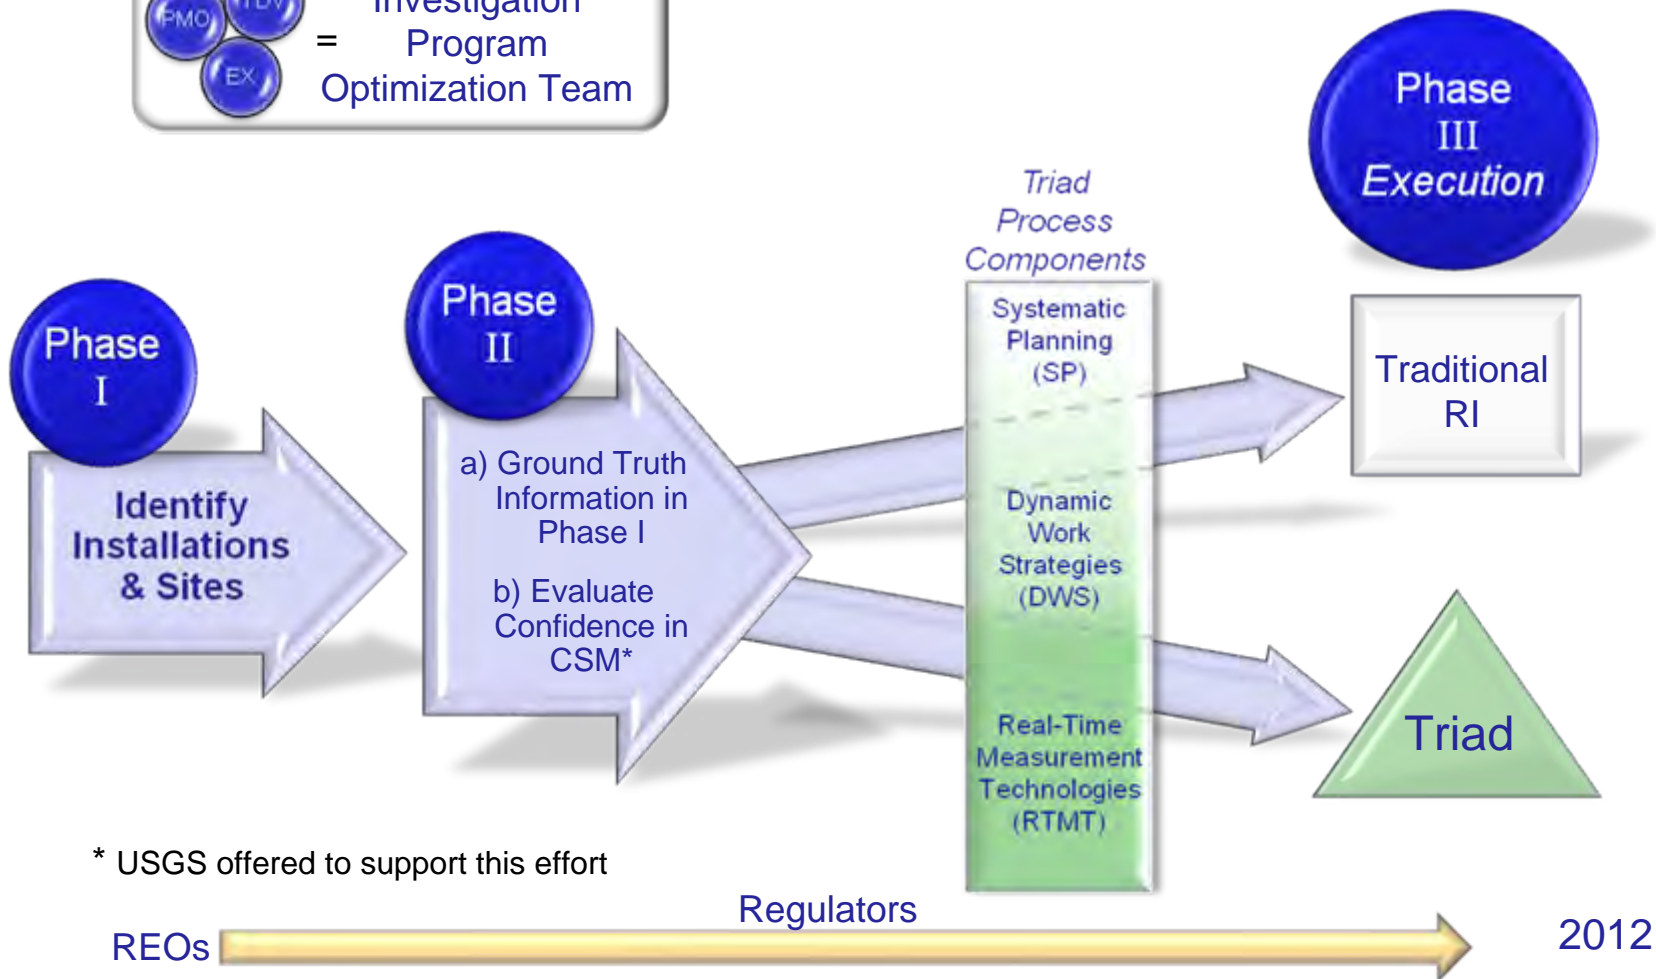 Investigation
PMO
TDV
= Program
EX
Optimization Team
Phase
III
Execution
Triad
Process
Components
Phase
I
Identify
Installations
& Sites
Phase
II
a) Ground Truth
Information in
Phase I
b) Evaluate
Confidence in
CSM*
Systematic
Planning
(SP)
Dynamic
Work
Strategies
(DWS)
Real-Time
Measurement
Technologies
(RTMT)
Traditional
RI
Triad
* USGS offered to support this effort
Regulators
REOs
2012